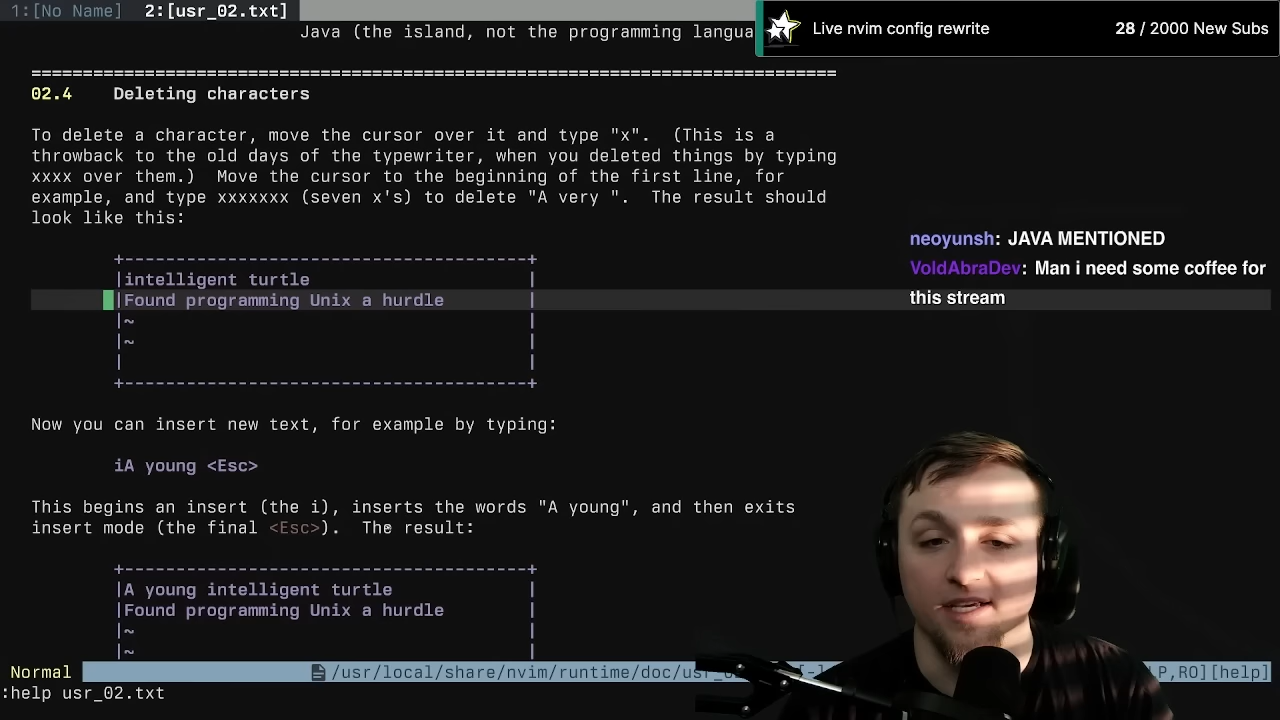 1:[No Name]  2:[usr_02.txt]
Live nvim config rewrite 28 / 2000 New Subs
Java (the island, not the programming
==============================================================================
02.4 Deleting characters
To delete a character, move the cursor over it and type "x". (This is a
throwback to the old days of the typewriter, when you deleted things by typing
xxxx over them.) Move the cursor to the beginning of the first line, for
example, and type xxxxxxx (seven x's) to delete "A very ". The result should
look like this:
neoyunsh: JAVA MENTIONED
VoldAbraDev: Man i need some coffee for
this stream
+---------------------------------------+
|intelligent turtle |
|Found programming Unix a hurdle |
|~ |
|~ |
| |
+---------------------------------------+
Now you can insert new text, for example by typing:
iA young <Esc>
This begins an insert (the i), inserts the words "A young", and then exits
insert mode (the final <Esc>). The result:
+---------------------------------------+
|A young intelligent turtle |
|Found programming Unix a hurdle |
|~ |
|~ |
Normal /usr/local/share/nvim/runtime/doc/ [help]
:help usr_02.txt